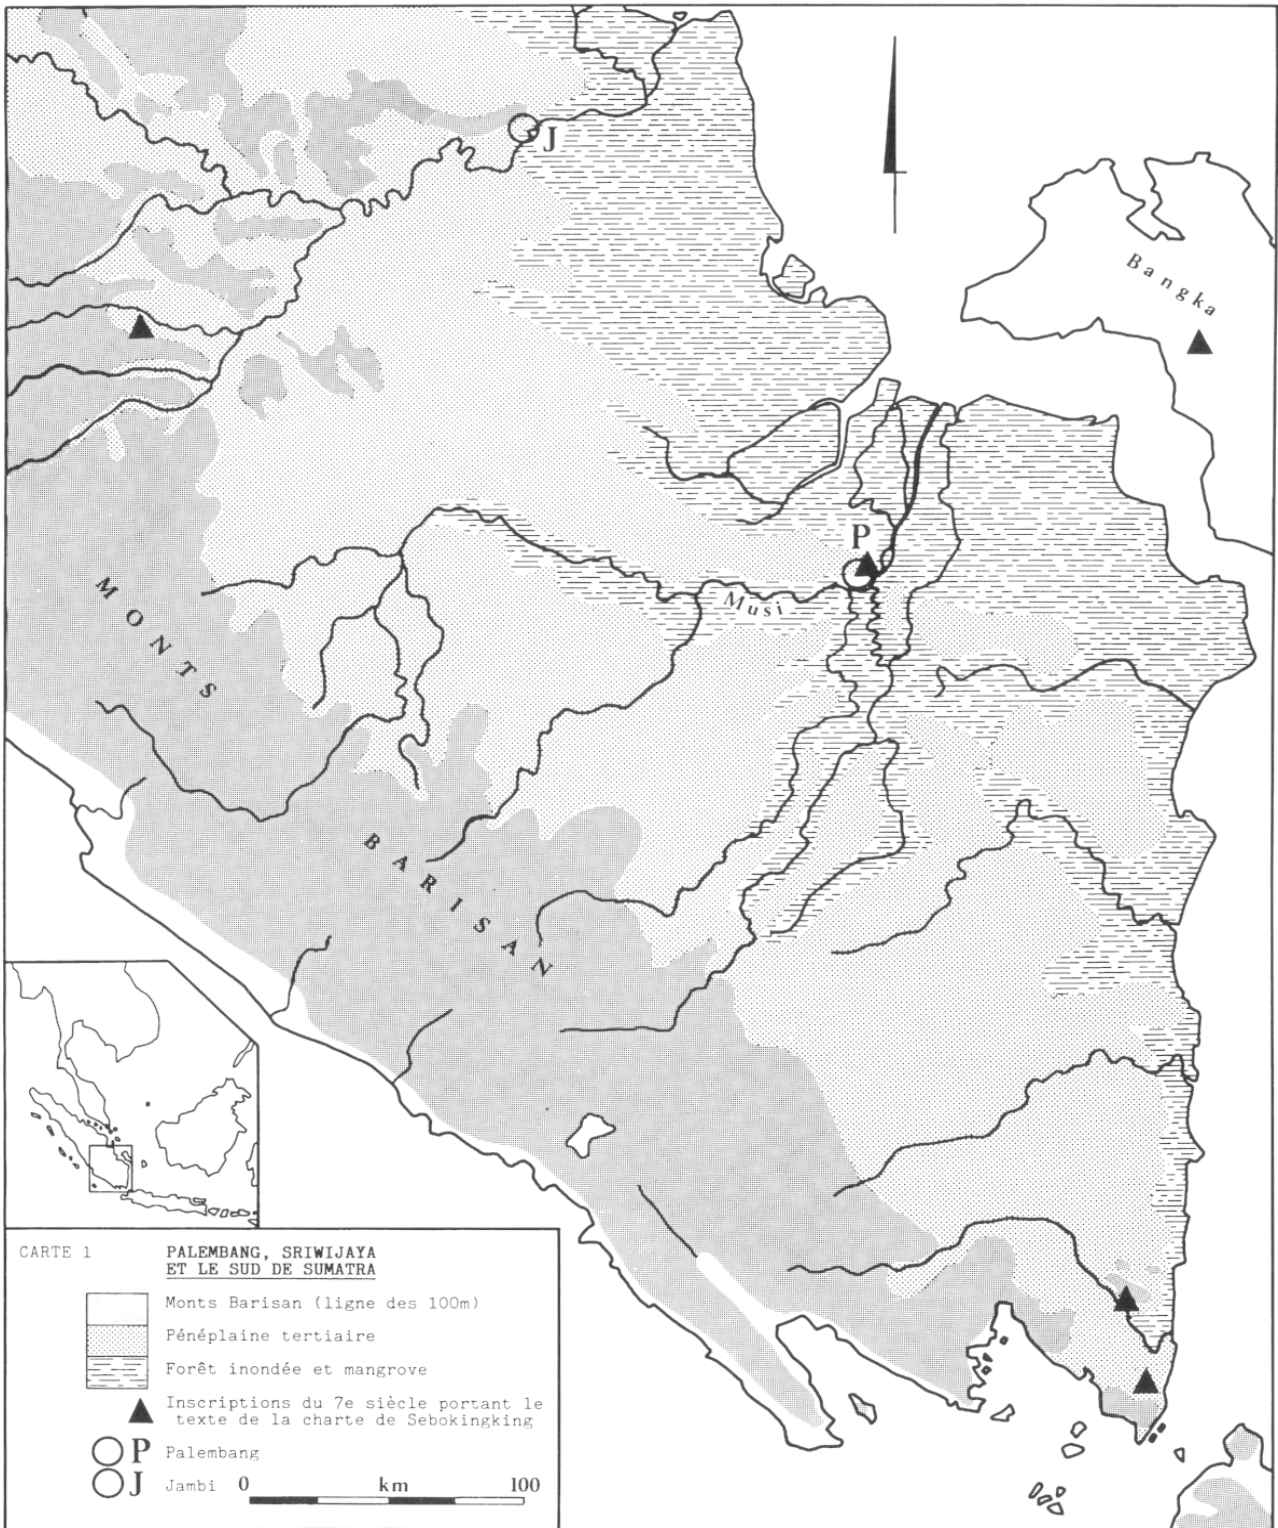 J
Bangka
P
Musi
MONTS
BARISAN
CARTE 1
PALEMBANG, SRIWIJAYA
ET LE SUD DE SUMATRA
Monts Barisan (ligne des 100m)
Pénéplaine tertiaire
Forêt inondée et mangrove
Inscriptions du 7e siècle portant le
texte de la charte de Sebokingking
P Palembang
J Jambi 0 km 100